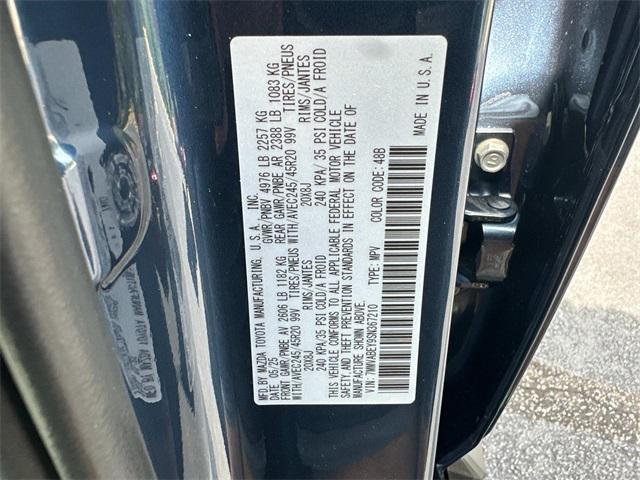 MFD.BY MAZDA TOYOTA MANUFACTURING, U.S.A., INC.
DATE: 05/25 GVWR/PNBV 4976 LB 2257 KG
FRONT GAWR/PNBE AV 2606 LB 1182 KG REAR GAWR/PNBE AR 2388 LB 1083 KG
WITH/AVEC245/45R20 99V TIRES/PNEUS WITH/AVEC245/45R20 99V TIRES/PNEUS
20X8J RIMS/JANTES 20X8J RIMS/JANTES
240 KPA/35 PSI COLD/A FROID 240 KPA/35 PSI COLD/A FROID
THIS VEHICLE CONFORMS TO ALL APPLICABLE FEDERAL MOTOR VEHICLE
SAFETY,AND THEFT PREVENTION STANDARDS IN EFFECT ON THE DATE OF
MANUFACTURE SHOWN ABOVE.
VIN: 7MMVABEY9SN367210 TYPE: MPV COLOR CODE: 48B
MADE IN U.S.A.